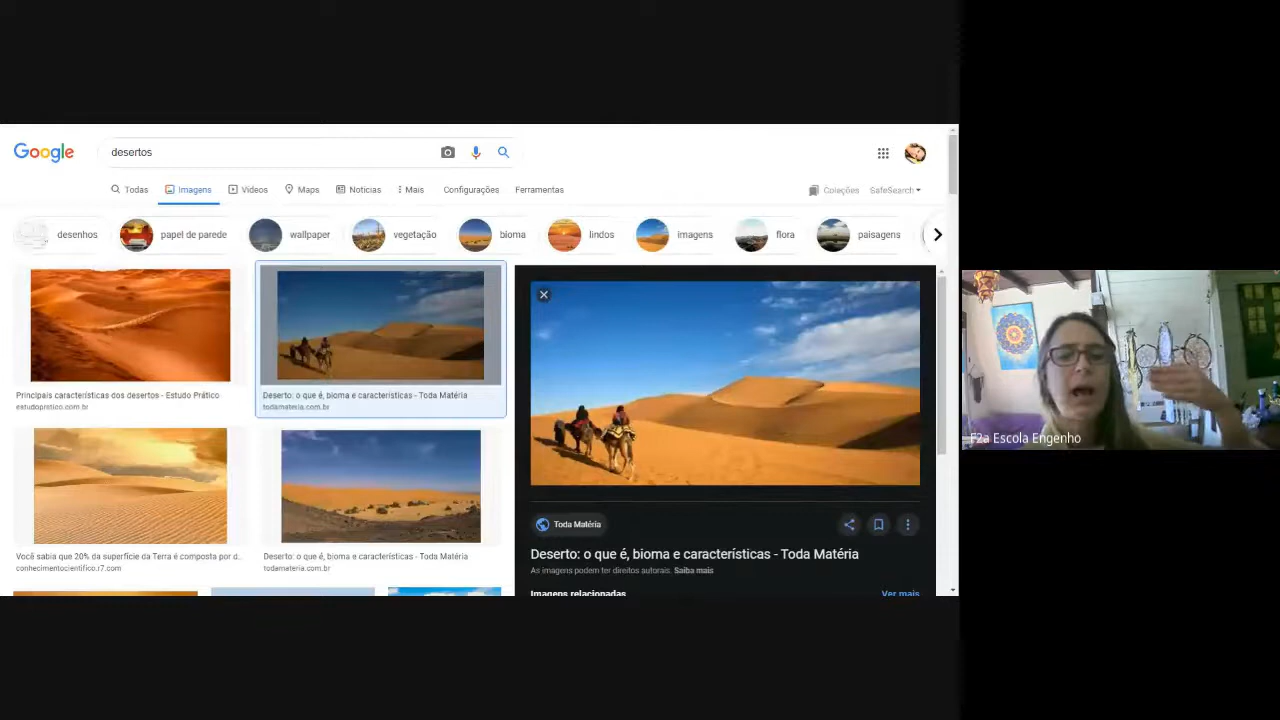 Google
desertos
Todas
Imagens
Vídeos
Maps
Notícias
Mais
Configurações
Ferramentas
Coleções
SafeSearch
desenhos
papel de parede
wallpaper
vegetação
bioma
lindos
imagens
flora
paisagens
Principais características dos desertos - Estudo Prático
estudopratico.com.br
Deserto: o que é, bioma e características - Toda Matéria
todamateria.com.br
Você sabia que 20% da superfície da Terra é composta por d...
conhecimentocientifico.r7.com
Deserto: o que é, bioma e características - Toda Matéria
todamateria.com.br
Toda Matéria
Deserto: o que é, bioma e características - Toda Matéria
As imagens podem ter direitos autorais. Saiba mais
Imagens relacionadas
Ver mais
F2a Escola Engenho